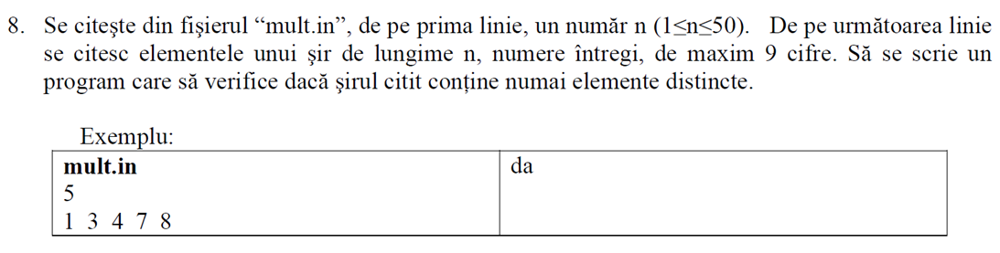 8. Se citeşte din fişierul “mult.in”, de pe prima linie, un număr n (1≤n≤50). De pe următoarea linie
se citesc elementele unui şir de lungime n, numere întregi, de maxim 9 cifre. Să se scrie un
program care să verifice dacă şirul citit conţine numai elemente distincte.
Exemplu:
mult.in
5
1 3 4 7 8
da